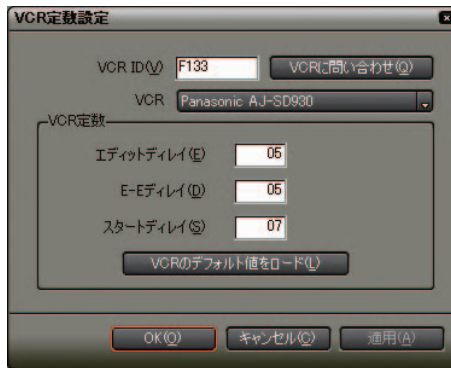 VCR定数設定
VCR ID(V) F133 VCRに問い合わせ(Q)
VCR Panasonic AJ-SD930
VCR定数
エディットディレイ(E) 05
E-Eディレイ(D) 05
スタートディレイ(S) 07
VCRのデフォルト値をロード(L)
OK(O) キャンセル(C) 適用(A)